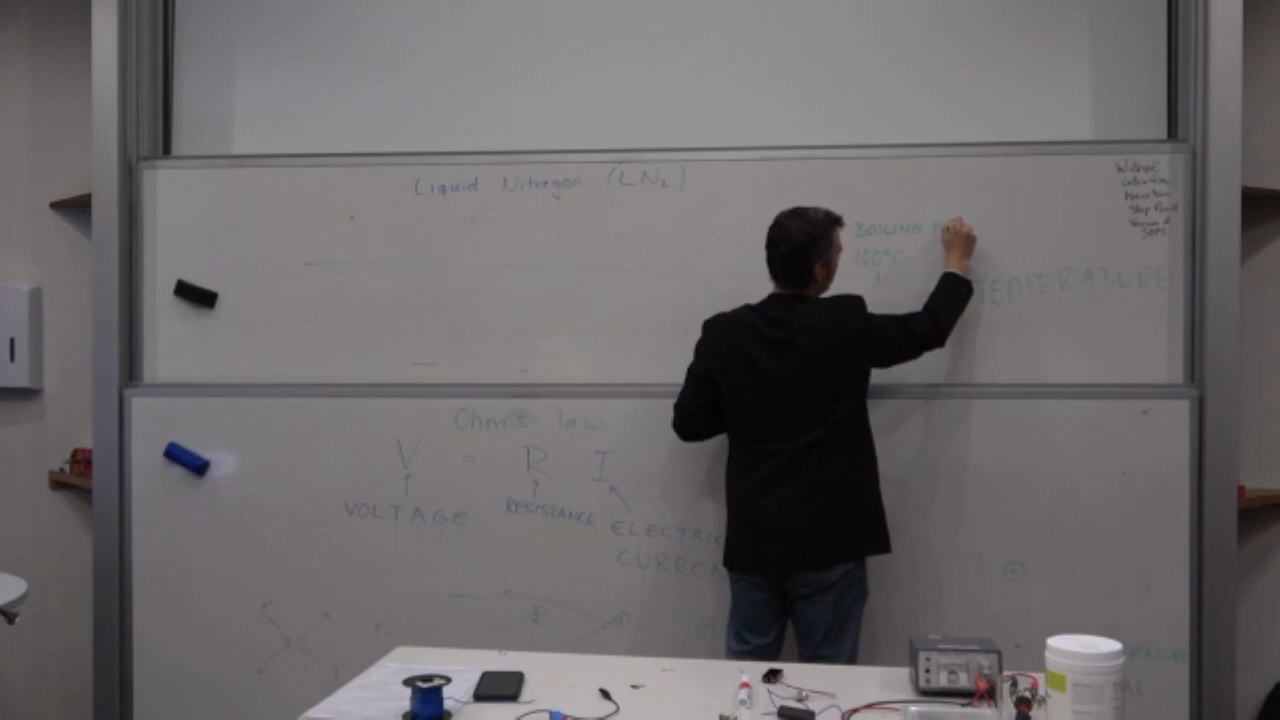 Liquid Nitrogen (LN₂)
BOILING
100°C
TEMPERATURE
Ohm's law
V = R I
VOLTAGE
RESISTANCE
ELECTRIC
CURREN